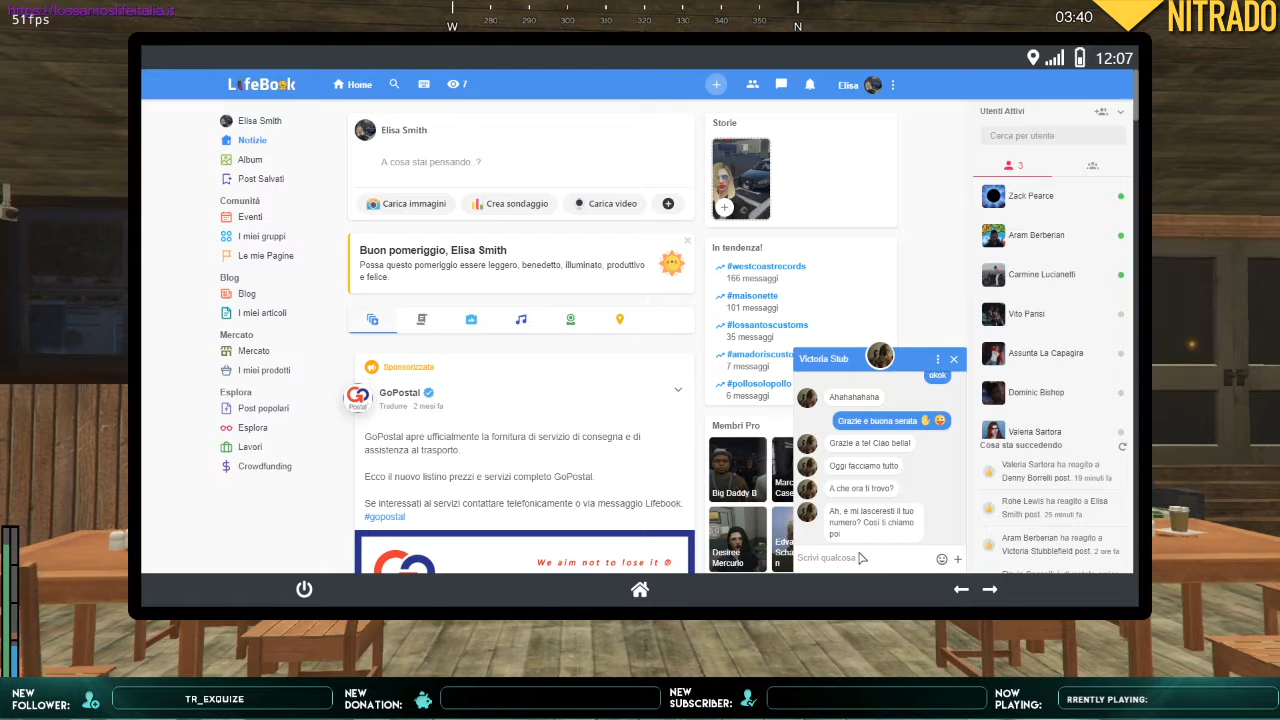 https://lossantoslifeitalia.it
51fps
W
280
290
300
310
320
330
340
350
N
03:40
NITRADO
12:07
LifeBook
Home
7
Elisa
Elisa Smith
Notizie
Album
Post Salvati
Comunità
Eventi
I miei gruppi
Le mie Pagine
Blog
Blog
I miei articoli
Mercato
Mercato
I miei prodotti
Esplora
Post popolari
Esplora
Lavori
Crowdfunding
Elisa Smith
A cosa stai pensando..?
Carica immagini
Crea sondaggio
Carica video
Buon pomeriggio, Elisa Smith
Possa questo pomeriggio essere leggero, benedetto, illuminato, produttivo
e felice.
Sponsorizzata
GoPostal
Tradurre 2 mesi fa
GoPostal apre ufficialmente la fornitura di servizio di consegna e di
assistenza al trasporto.
Ecco il nuovo listino prezzi e servizi completo GoPostal.
Se interessati ai servizi contattare telefonicamente o via messaggio Lifebook.
#gopostal
We aim not to lose it ®
Storie
In tendenza!
#westcoastrecords
166 messaggi
#maisonette
101 messaggi
#lossantoscustoms
35 messaggi
#amadoriscusto
7 messaggi
#pollosolopollo
6 messaggi
Membri Pro
Big Daddy B
Marc
Case
Desiree
Mercurio
Edva
Scha
n
Victoria Stub
okok
Ahahahahaha
Grazie e buona serata ✋ 😜
Grazie a te! Ciao bella!
Oggi facciamo tutto
A che ora ti trovo?
Ah, e mi lasceresti il tuo
numero? Così ti chiamo
poi
Scrivi qualcosa
Utenti Attivi
Cerca per utente
3
Zack Pearce
Aram Berberian
Carmine Lucianetti
Vito Parisi
Assunta La Capagira
Dominic Bishop
Valeria Sartora
Cosa sta succedendo
Valeria Sartora ha reagito a
Denny Borrelli post. 19 minuti fa
Rohe Lewis ha reagito a Elisa
Smith post. 25 minuti fa
Aram Berberian ha reagito a
Victoria Stubblefield post. 2 ore fa
NEW
FOLLOWER:
TR_EXQUIZE
NEW
DONATION:
NEW
SUBSCRIBER:
NOW
PLAYING:
RRENTLY PLAYING: